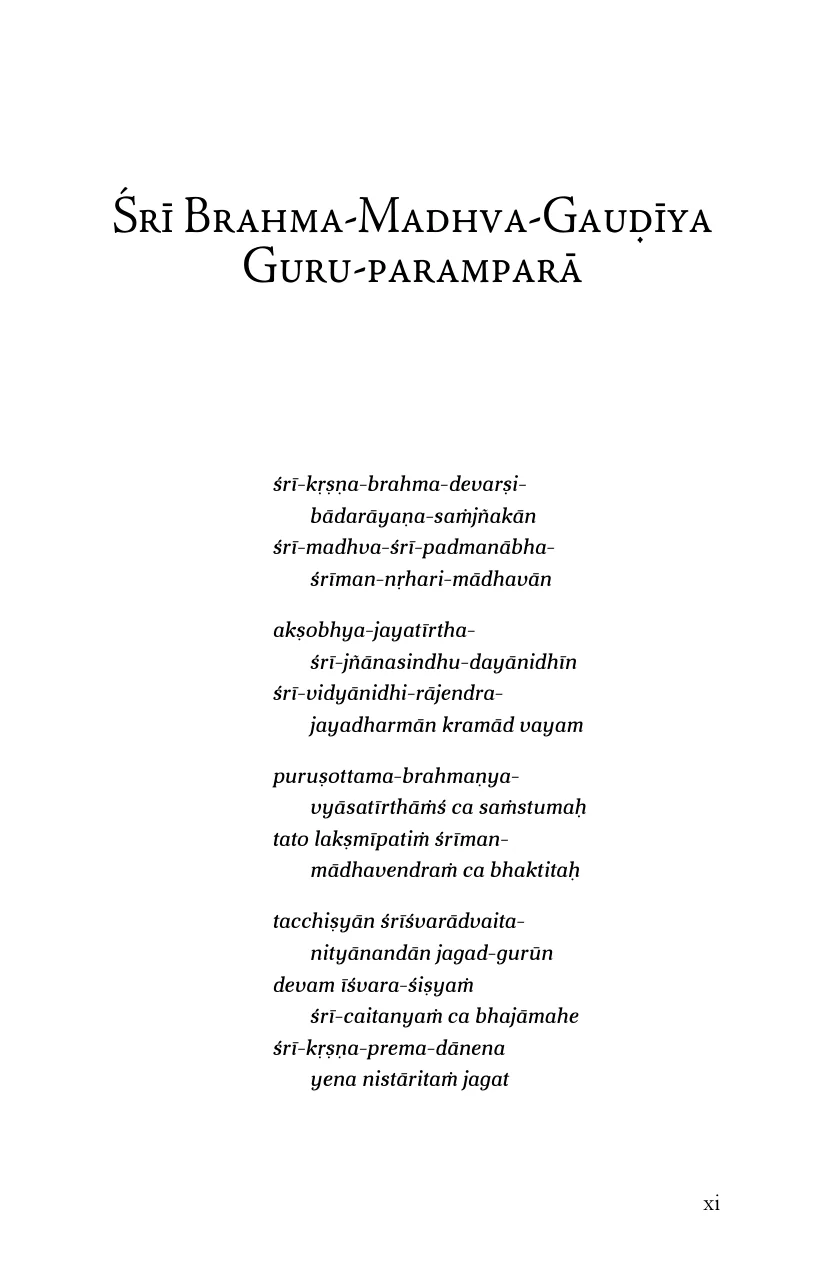 Śrī Brahma-Madhva-Gauḍīya
Guru-paramparā
śrī-kṛṣṇa-brahma-devarṣi-
bādarāyaṇa-saṁjñakān
śrī-madhva-śrī-padmanābha-
śrīman-nṛhari-mādhavān
akṣobhya-jayatīrtha-
śrī-jñānasindhu-dayānidhīn
śrī-vidyānidhi-rājendra-
jayadharmān kramād vayam
puruṣottama-brahmaṇya-
vyāsatīrthāṁś ca saṁstumaḥ
tato lakṣmīpatiṁ śrīman-
mādhavendraṁ ca bhaktitaḥ
tacchiṣyān śrīśvarādvaita-
nityānandān jagad-gurūn
devam īśvara-śiṣyaṁ
śrī-caitanyaṁ ca bhajāmahe
śrī-kṛṣṇa-prema-dānena
yena nistāritaṁ jagat
xi